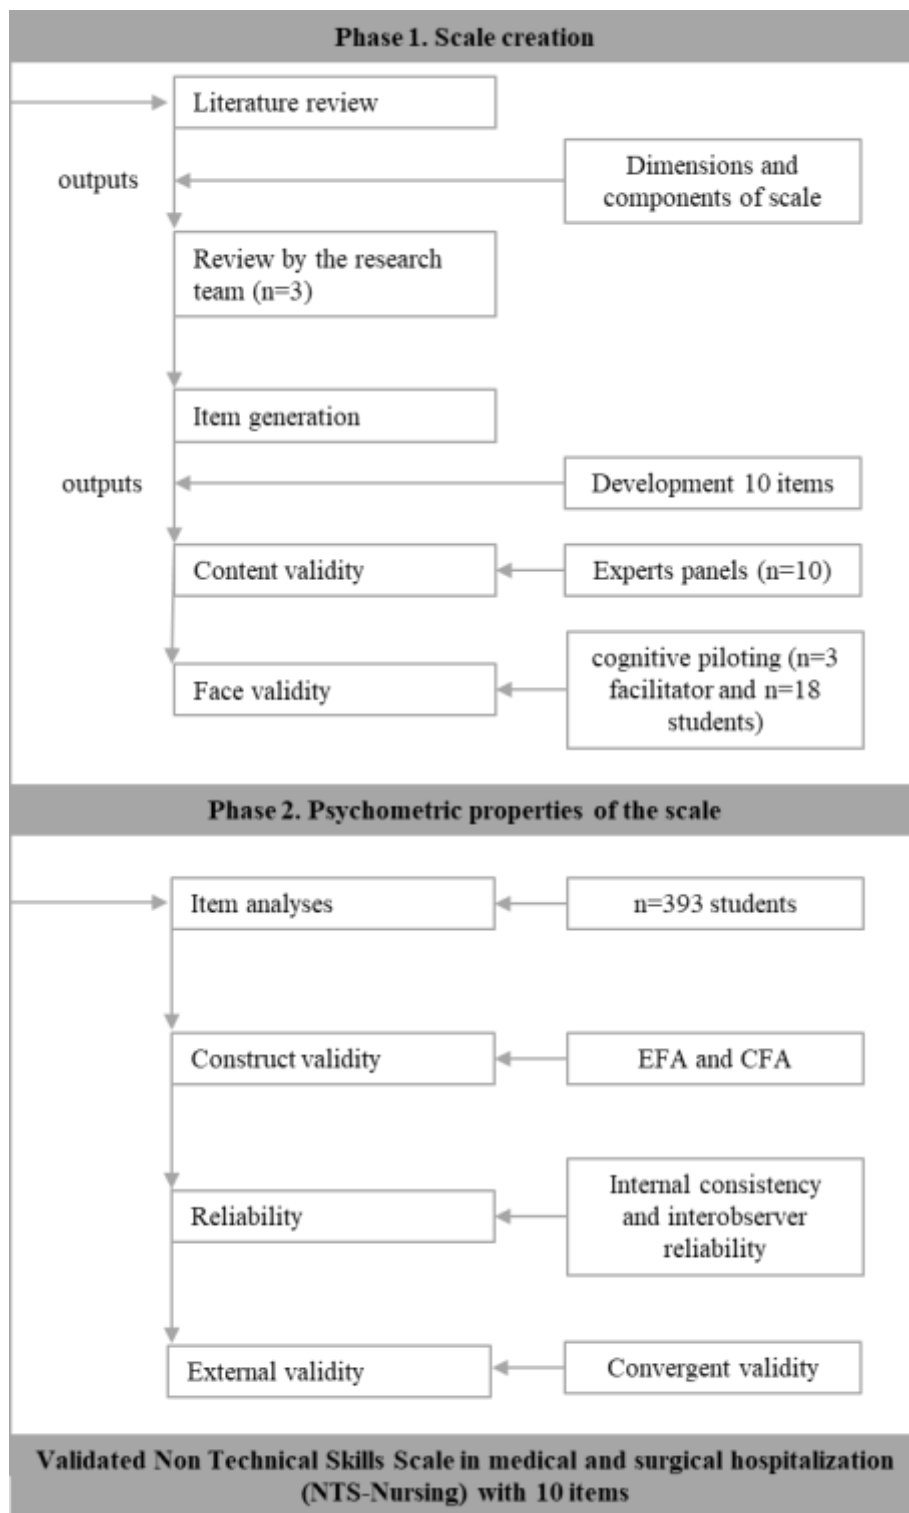 Phase 1. Scale creation
Literature review
outputs
Dimensions and
components of scale
Review by the research
team (n=3)
Item generation
outputs
Development 10 items
Content validity
Experts panels (n=10)
Face validity
cognitive piloting (n=3
facilitator and n=18
students)
Phase 2. Psychometric properties of the scale
Item analyses
n=393 students
Construct validity
EFA and CFA
Reliability
Internal consistency
and interobserver
reliability
External validity
Convergent validity
Validated Non Technical Skills Scale in medical and surgical hospitalization
(NTS-Nursing) with 10 items